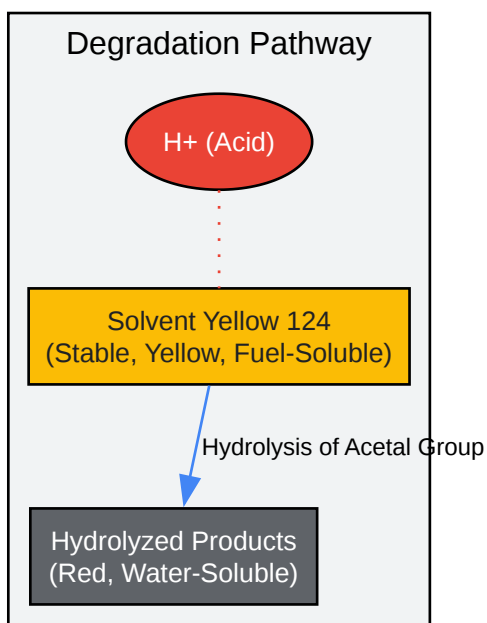 Degradation Pathway
H+ (Acid)
Solvent Yellow 124
(Stable, Yellow, Fuel-Soluble)
Hydrolysis of Acetal Group
Hydrolyzed Products
(Red, Water-Soluble)